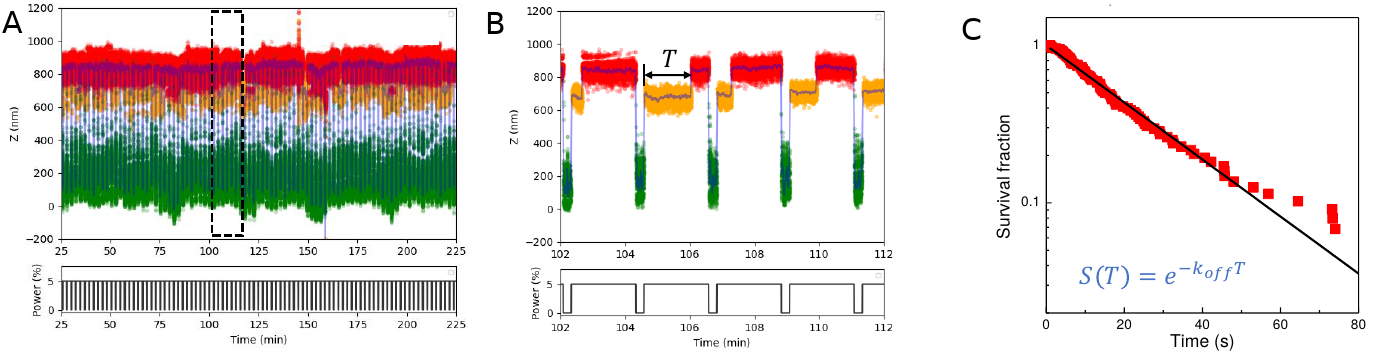 A
1200
1000
800
600
400
200
0
−200
Z (nm)
25 50 75 100 125 150 175 200 225
Power (%)
5
0
25 50 75 100 125 150 175 200 225
Time (min)
B
1200
1000
800
600
400
200
0
−200
Z (nm)
T
102 104 106 108 110 112
Power (%)
5
0
102 104 106 108 110 112
Time (min)
C
1
0.1
Survival fraction
S(T) = e^{-k_{off}T}
0 20 40 60 80
Time (s)